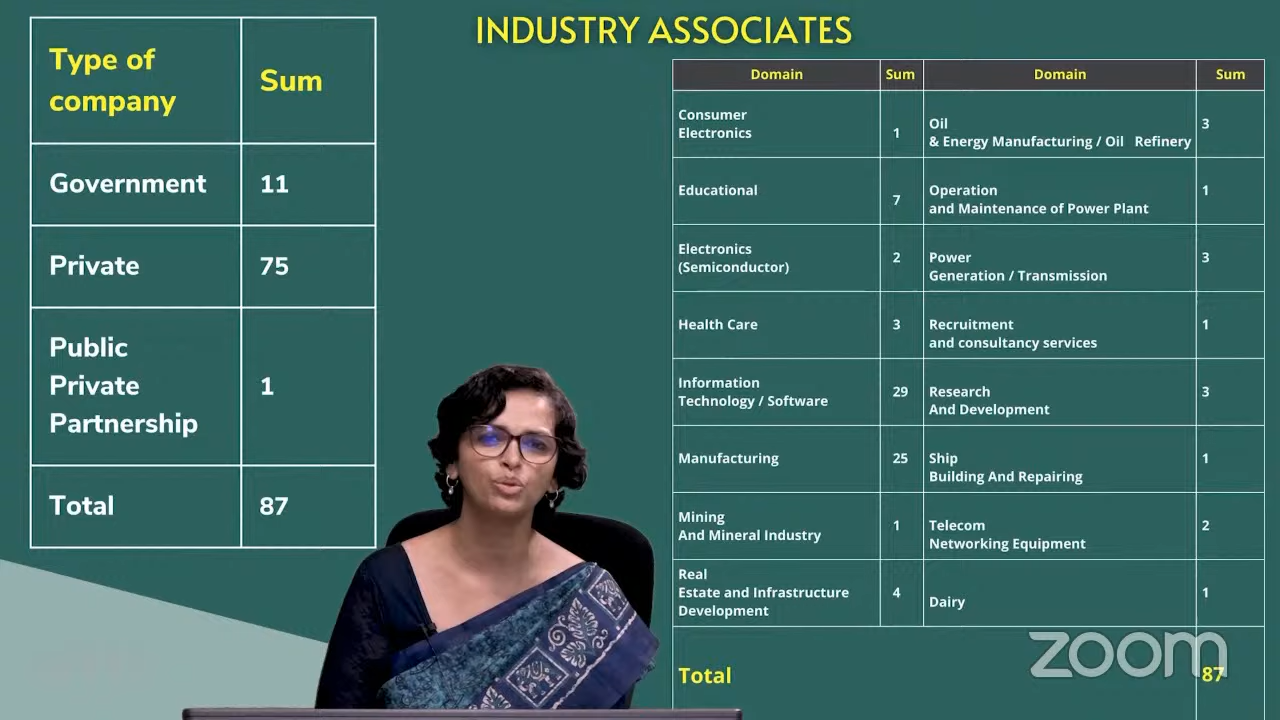 INDUSTRY ASSOCIATES
Type of
company
Sum
Government
11
Private
75
Public
Private
Partnership
1
Total
87
Domain
Sum
Domain
Sum
Consumer
Electronics
1
Oil
& Energy Manufacturing / Oil Refinery
3
Educational
7
Operation
and Maintenance of Power Plant
1
Electronics
(Semiconductor)
2
Power
Generation / Transmission
3
Health Care
3
Recruitment
and consultancy services
1
Information
Technology / Software
29
Research
And Development
3
Manufacturing
25
Ship
Building And Repairing
1
Mining
And Mineral Industry
1
Telecom
Networking Equipment
2
Real
Estate and Infrastructure
Development
4
Dairy
1
Total
87
zoom